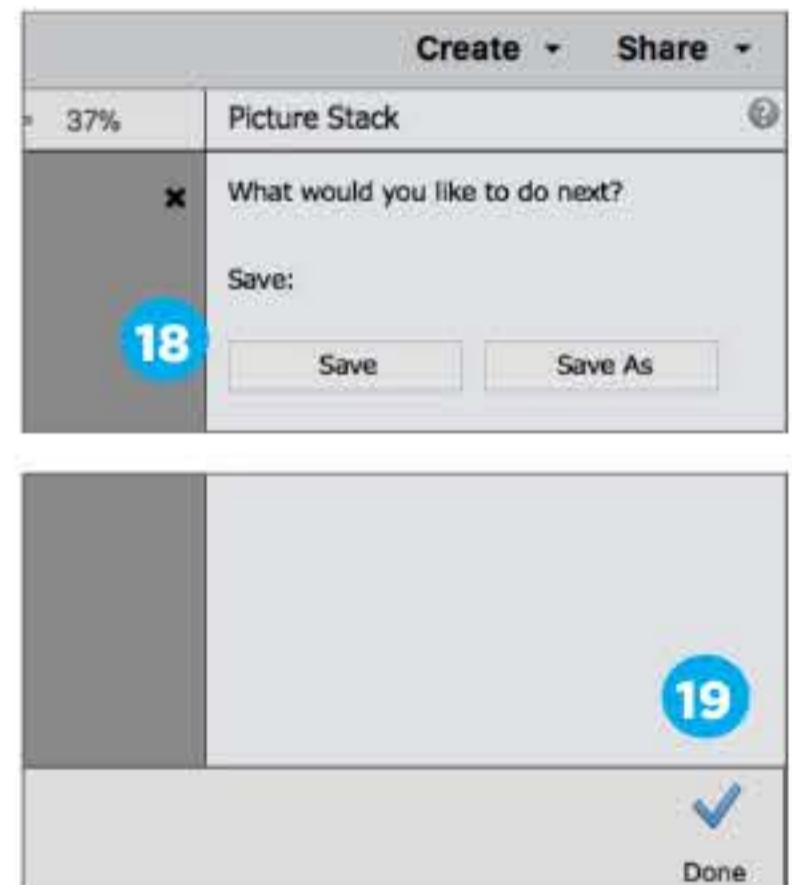 Create Share
37% Picture Stack
What would you like to do next?
Save:
18
Save Save As
19
Done